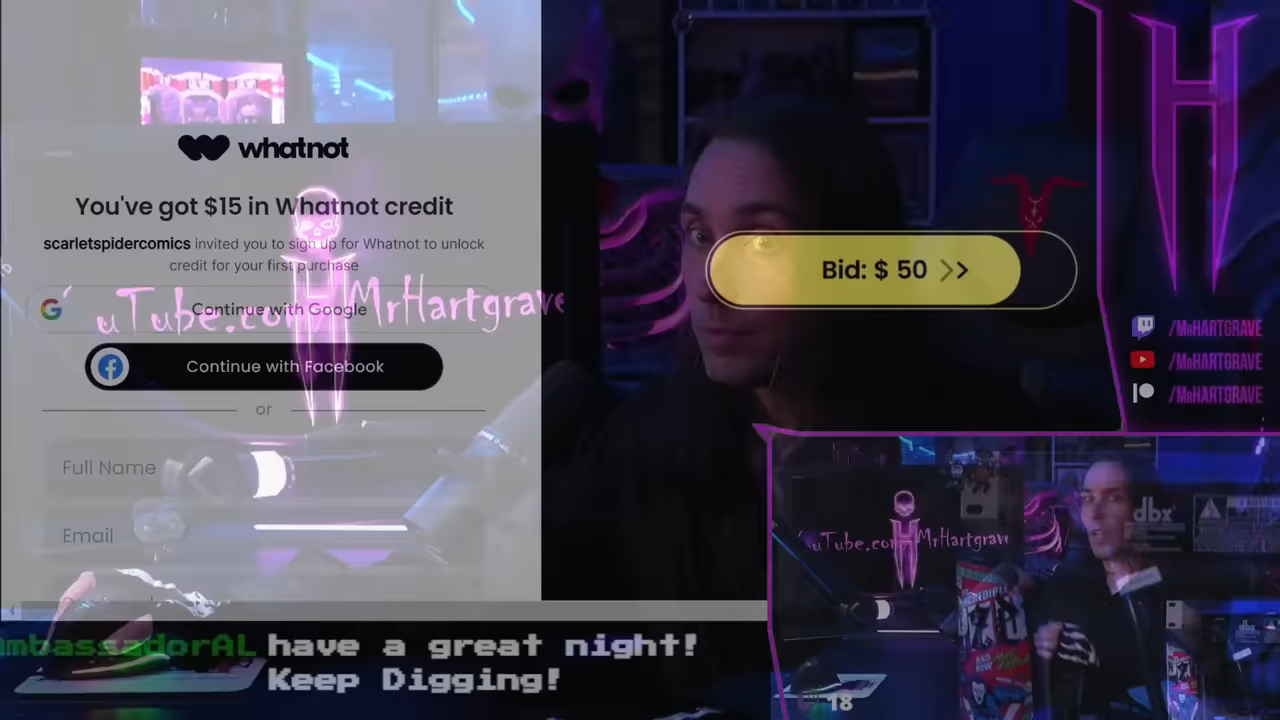 whatnot
You've got $15 in Whatnot credit
scarletspidercomics invited you to sign up for Whatnot to unlock
credit for your first purchase
Continue with Google
uTube.com MrHartgrave
Continue with Facebook
or
Full Name
Email
Bid: $ 50 >>
H
/MRHARTGRAVE
/MRHARTGRAVE
/MRHARTGRAVE
uTube.com MrHartgrave
dbx
18
mbassadorAL have a great night!
Keep Digging!